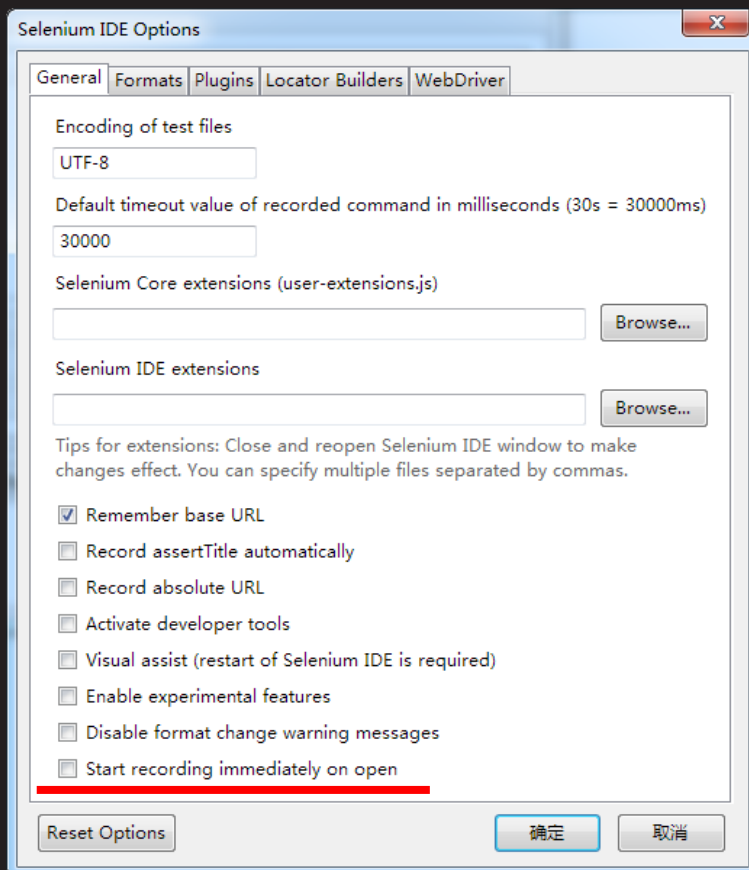 Selenium IDE Options
General Formats Plugins Locator Builders WebDriver
Encoding of test files
UTF-8
Default timeout value of recorded command in milliseconds (30s = 30000ms)
30000
Selenium Core extensions (user-extensions.js)
Browse...
Selenium IDE extensions
Browse...
Tips for extensions: Close and reopen Selenium IDE window to make
changes effect. You can specify multiple files separated by commas.
Remember base URL
Record assertTitle automatically
Record absolute URL
Activate developer tools
Visual assist (restart of Selenium IDE is required)
Enable experimental features
Disable format change warning messages
Start recording immediately on open
Reset Options 确定 取消